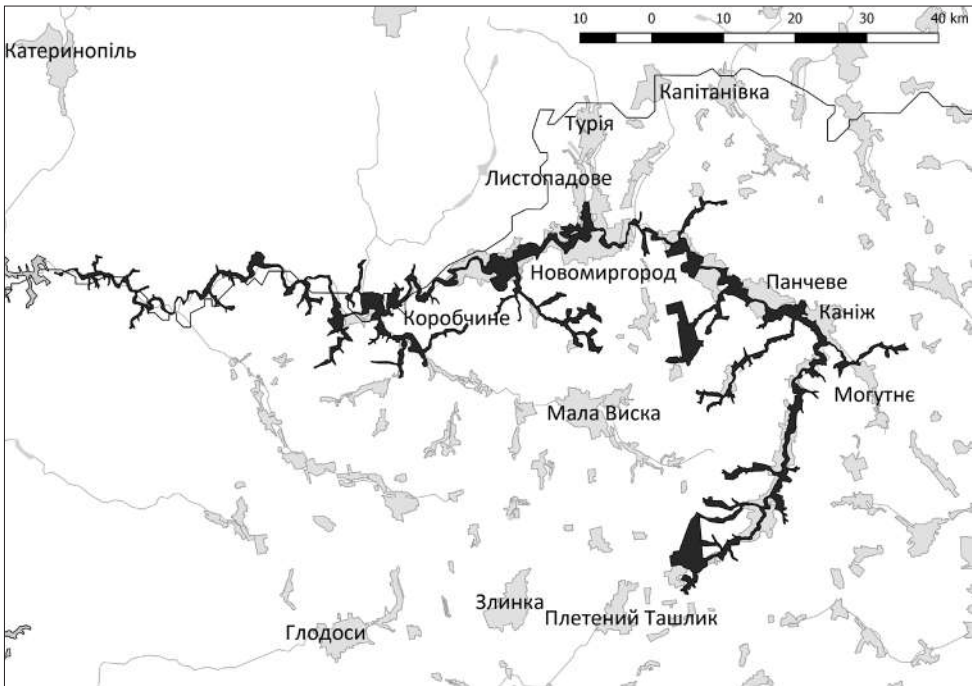 10 0 10 20 30 40 km
Катеринопіль
Капітанівка
Турія
Листопадове
Новомиргород
Панчеве
Каніж
Коробчине
Могутнє
Мала Виска
Злинка
Плетений Ташлик
Глодоси